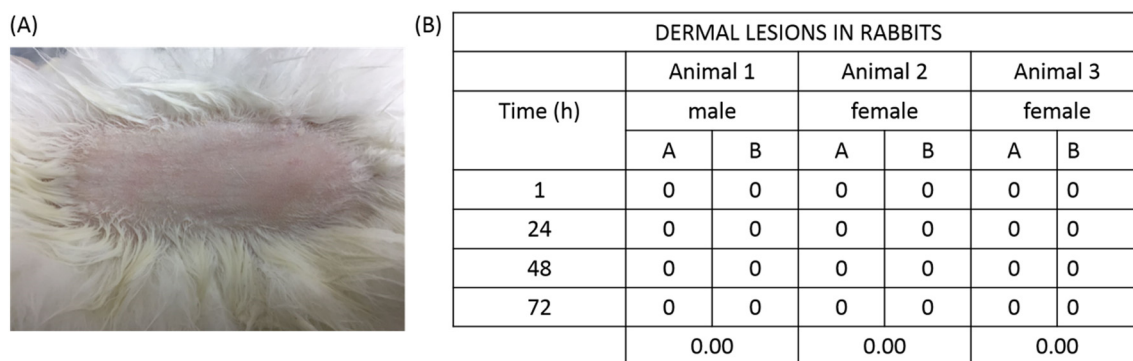 (A)
(B)
DERMAL LESIONS IN RABBITS
Animal 1 Animal 2 Animal 3
Time (h) male female female
A B A B A B
1 0 0 0 0 0 0
24 0 0 0 0 0 0
48 0 0 0 0 0 0
72 0 0 0 0 0 0
0.00 0.00 0.00